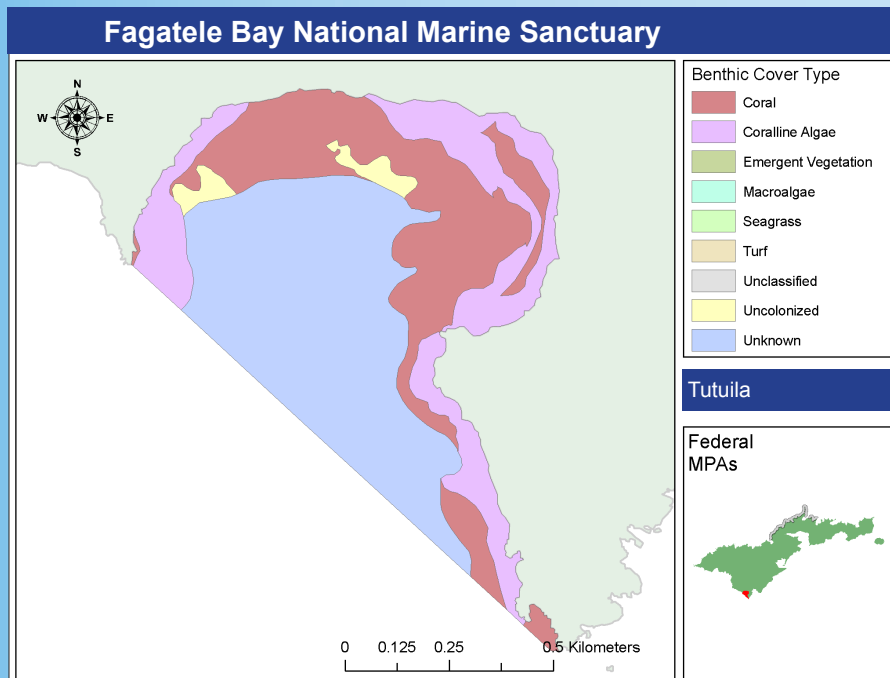 Fagatele Bay National Marine Sanctuary
N
W E
S
Benthic Cover Type
Coral
Coralline Algae
Emergent Vegetation
Macroalgae
Seagrass
Turf
Unclassified
Uncolonized
Unknown
Tutuila
Federal
MPAs
0 0.125 0.25 0.5 Kilometers